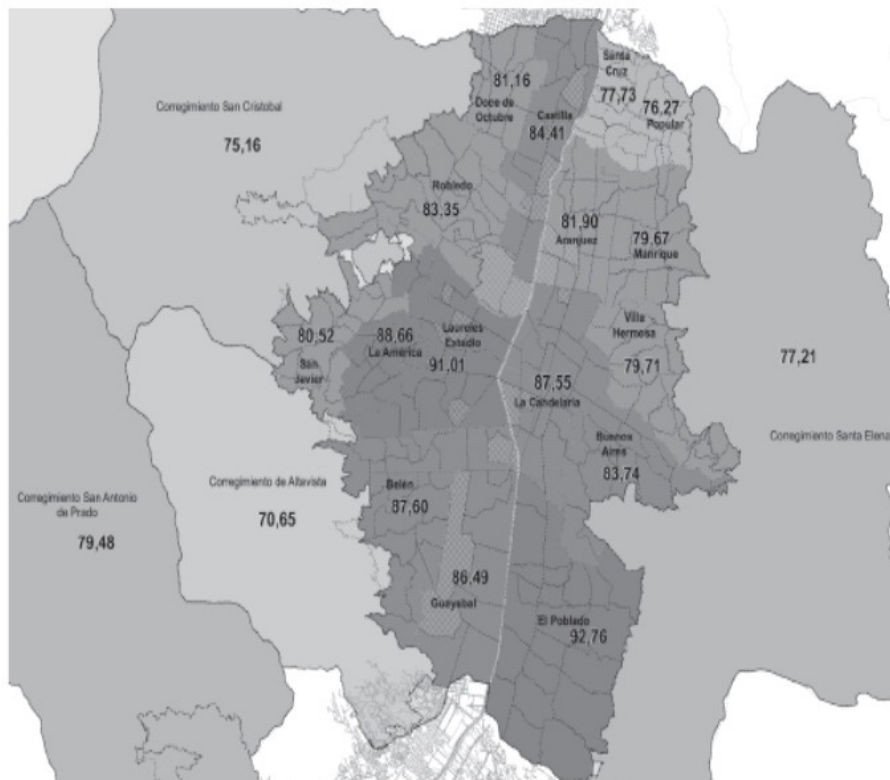 Santa
Cruz
77,73
76,27
Popular
81,16
Doce de
Octubre
Castilla
84,41
Corregimiento San Cristobal
75,16
Robledo
83,35
81,90
Aranjuez
79.67
Manrique
80,52
San
Javier
88,66
La América
Laureles
Estadio
91,01
Villa
Hermosa
79,71
87,55
La Candelaria
77,21
Corregimiento Santa Elena
Buenos
Aires
83,74
Corregimiento San Antonio
de Prado
79,48
Corregimiento de Altavista
70,65
Belén
87,60
86,49
Guayabal
El Poblado
92,76